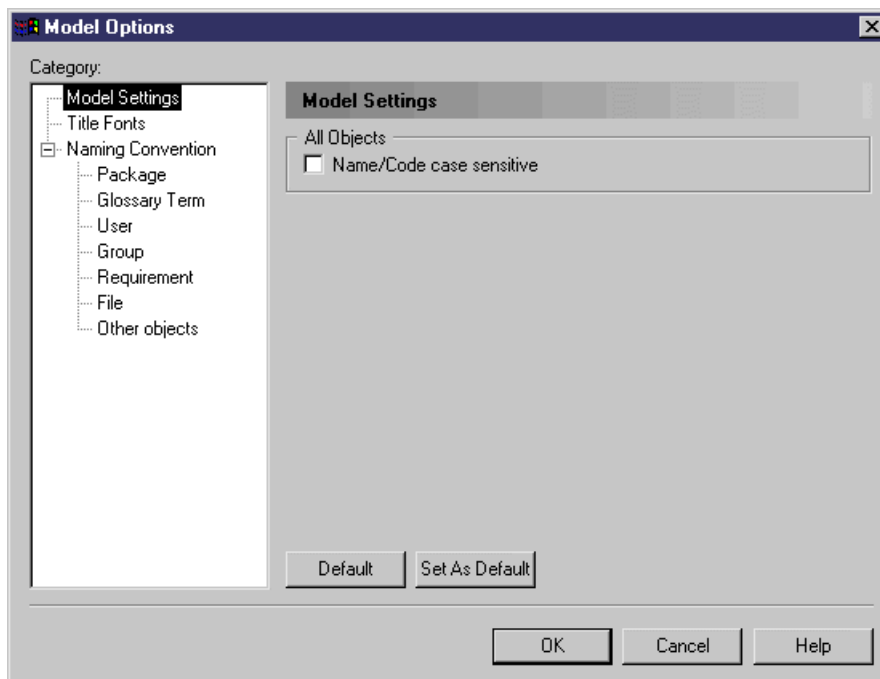 Model Options
Category:
Model Settings
Title Fonts
Naming Convention
Package
Glossary Term
User
Group
Requirement
File
Other objects
Model Settings
All Objects
Name/Code case sensitive
Default
Set As Default
OK
Cancel
Help